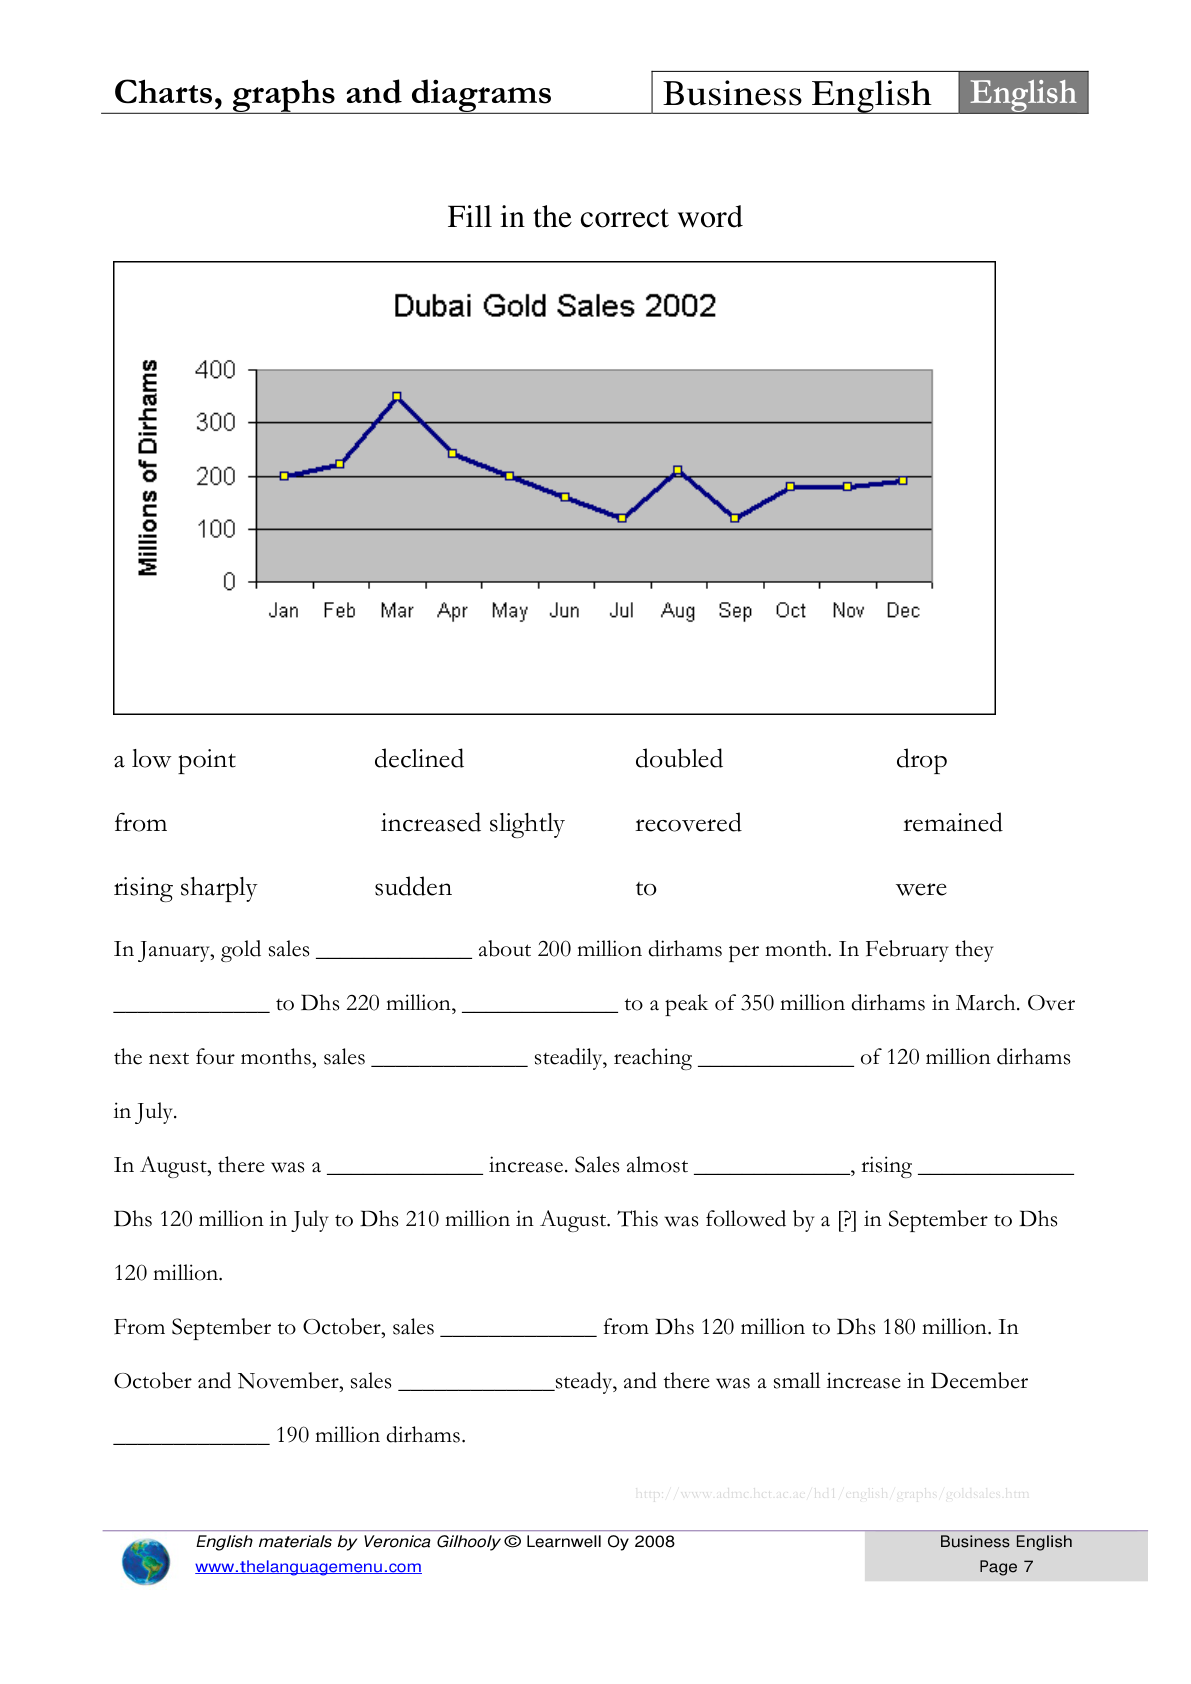 Charts, graphs and diagrams Business English English
Fill in the correct word
Dubai Gold Sales 2002
Millions of Dirhams
400
300
200
100
0
Jan Feb Mar Apr May Jun Jul Aug Sep Oct Nov Dec
a low point declined doubled drop
from increased slightly recovered remained
rising sharply sudden to were
In January, gold sales _____________ about 200 million dirhams per month. In February they
_____________ to Dhs 220 million, _____________ to a peak of 350 million dirhams in March. Over
the next four months, sales _____________ steadily, reaching _____________ of 120 million dirhams
in July.
In August, there was a _____________ increase. Sales almost _____________, rising _____________
Dhs 120 million in July to Dhs 210 million in August. This was followed by a [?] in September to Dhs
120 million.
From September to October, sales _____________ from Dhs 120 million to Dhs 180 million. In
October and November, sales _____________steady, and there was a small increase in December
_____________ 190 million dirhams.
http://www.admc.hct.ac.ae/hd1/english/graphs/goldsales.htm
English materials by Veronica Gilhooly © Learnwell Oy 2008 Business English
www.thelanguagemenu.com Page 7